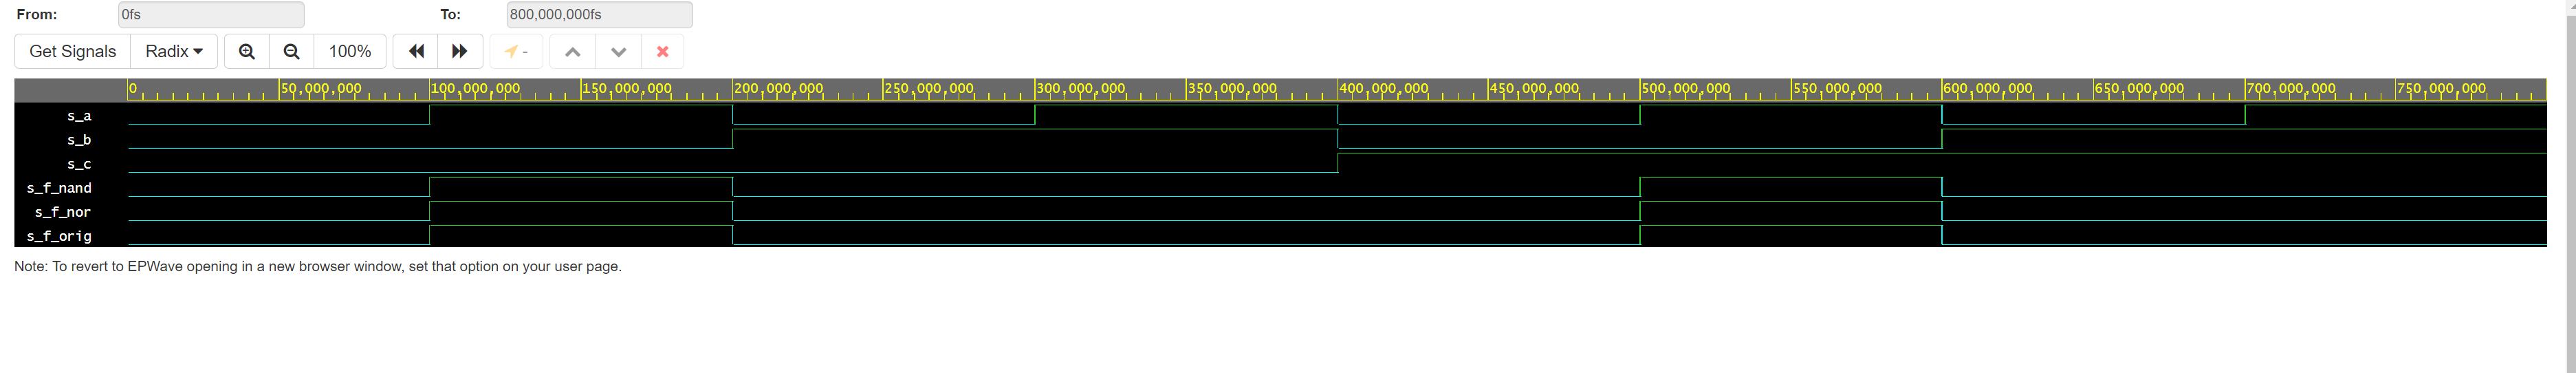 From: 0fs To: 800,000,000fs
Get Signals Radix 100% -
0 50,000,000 100,000,000 150,000,000 200,000,000 250,000,000 300,000,000 350,000,000 400,000,000 450,000,000 500,000,000 550,000,000 600,000,000 650,000,000 700,000,000 750,000,000
s_a
s_b
s_c
s_f_nand
s_f_nor
s_f_orig
Note: To revert to EPWave opening in a new browser window, set that option on your user page.